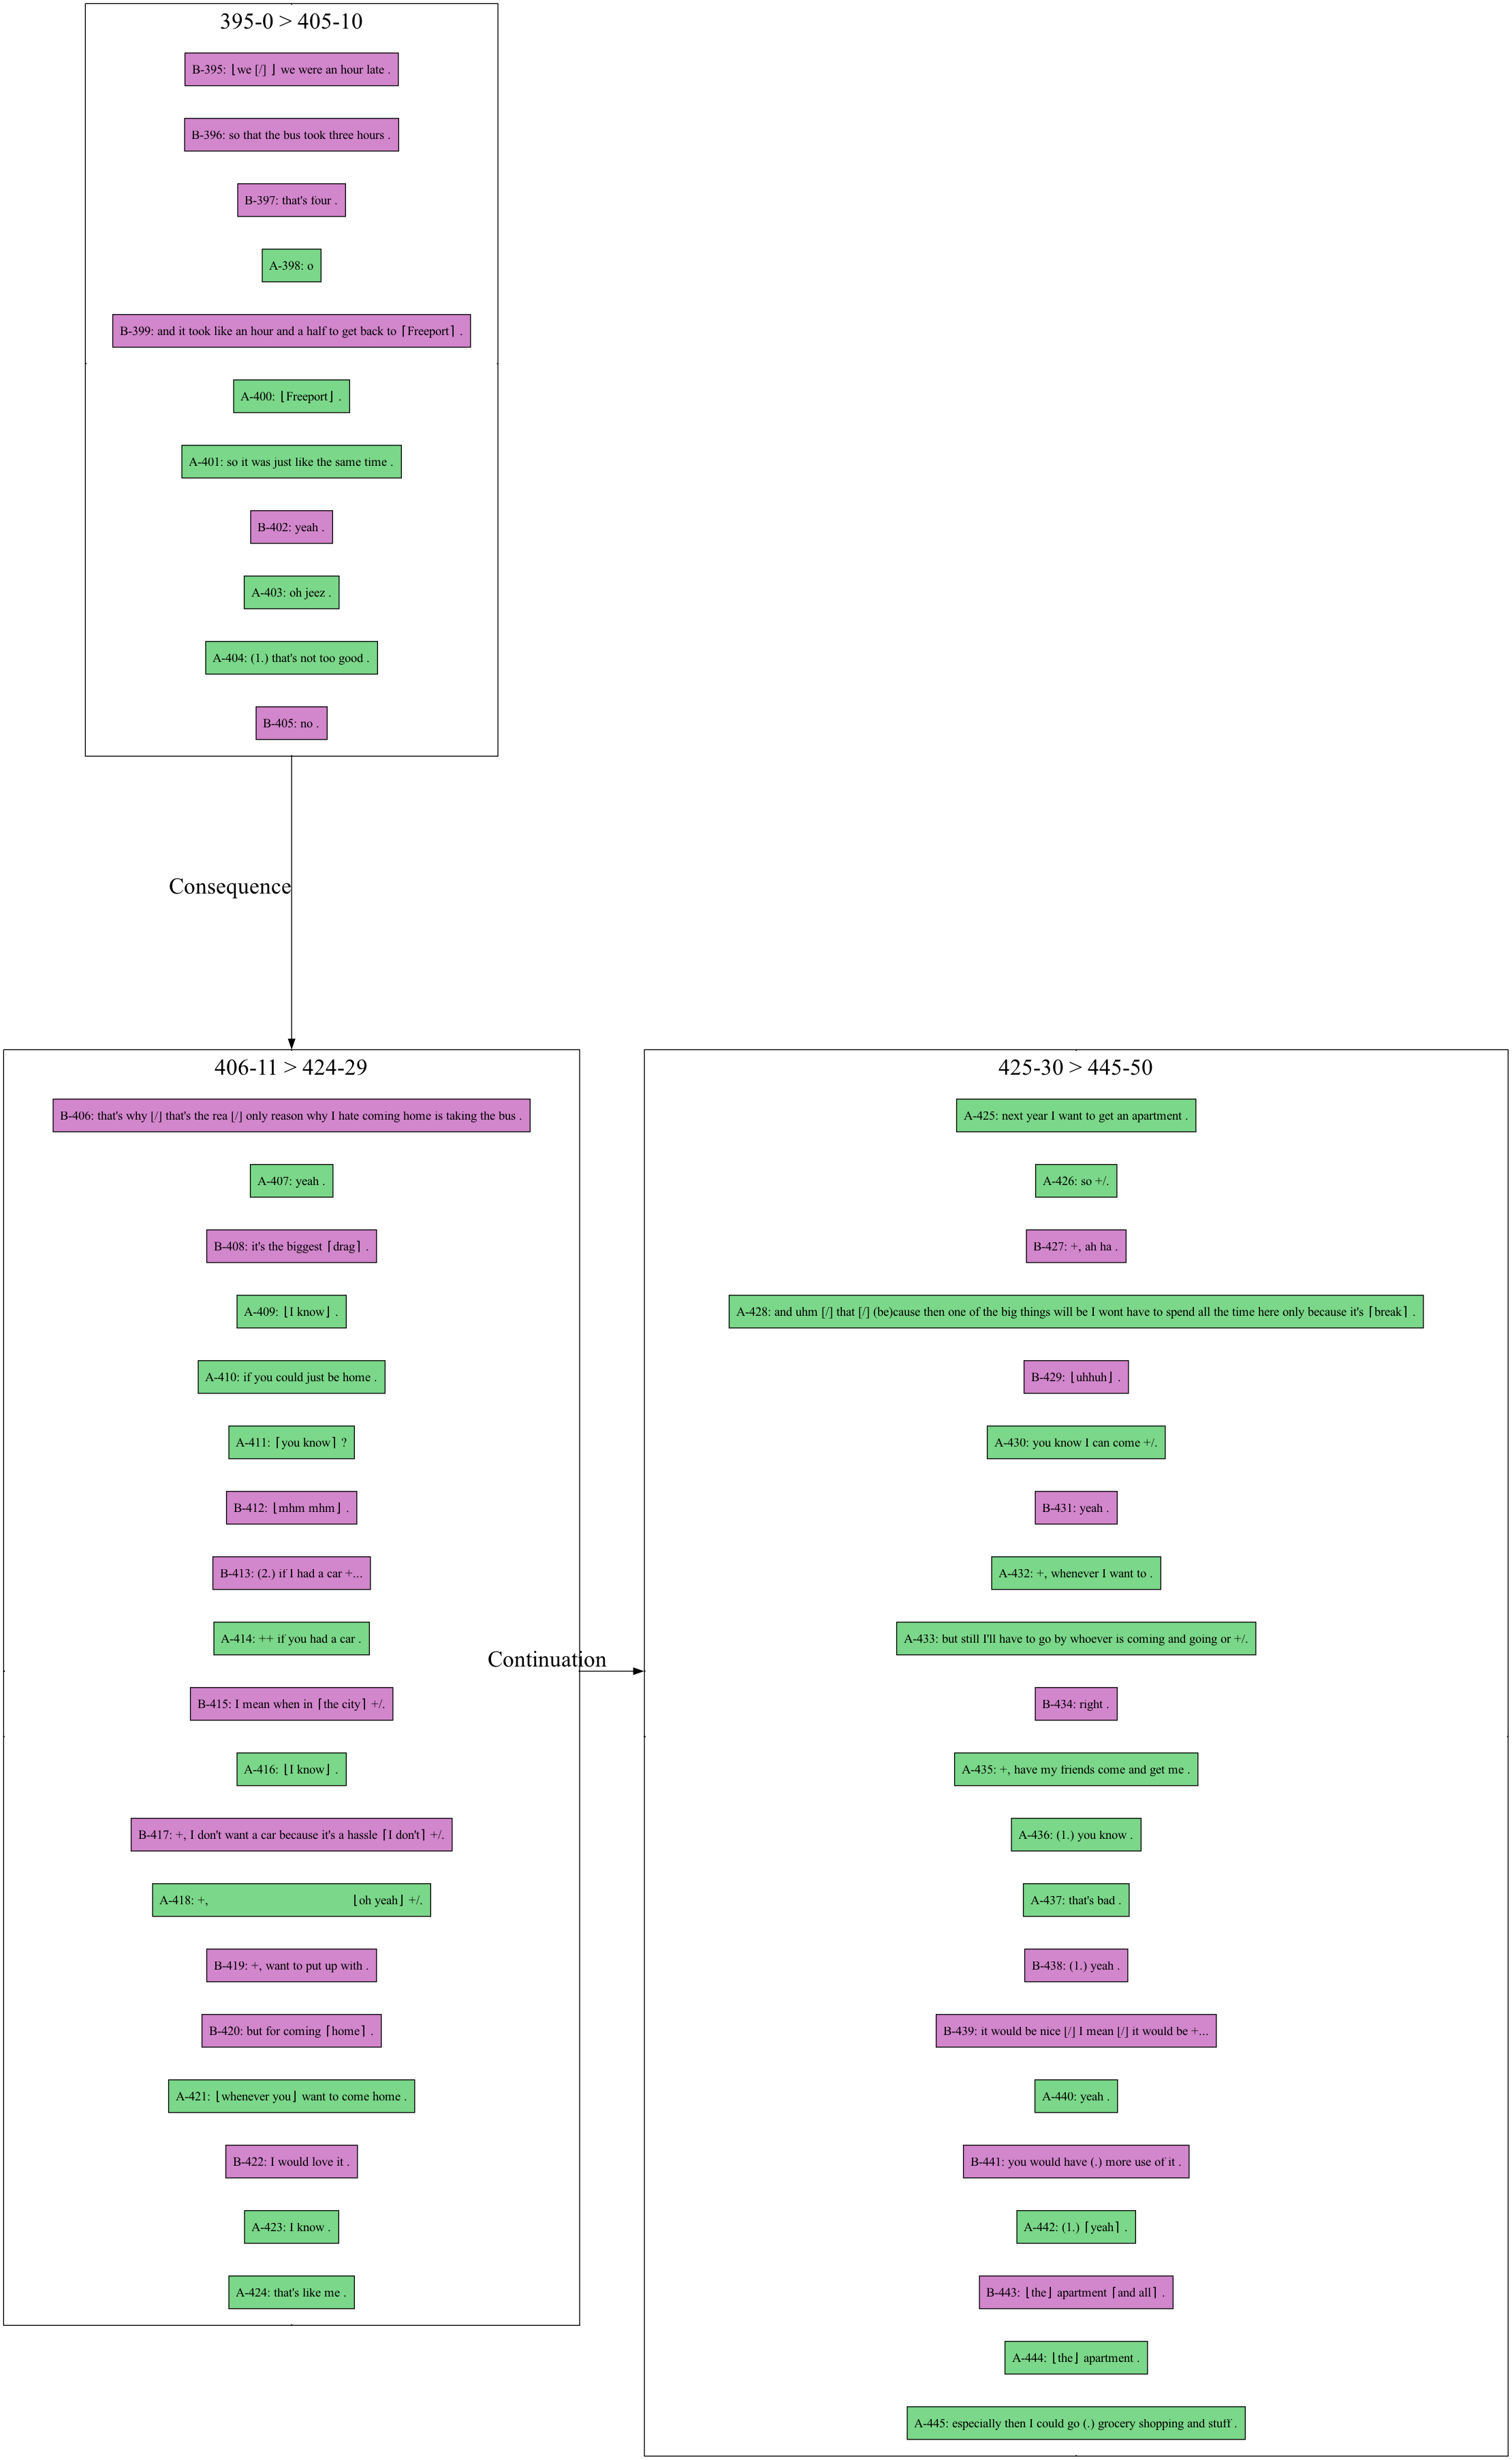 395-0 > 405-10
B-395: ⌊we [/] ⌋ we were an hour late .
B-396: so that the bus took three hours .
B-397: that's four .
A-398: o
B-399: and it took like an hour and a half to get back to ⌈Freeport⌉ .
A-400: ⌊Freeport⌋ .
A-401: so it was just like the same time .
B-402: yeah .
A-403: oh jeez .
A-404: (1.) that's not too good .
B-405: no .
Consequence
406-11 > 424-29
B-406: that's why [/] that's the rea [/] only reason why I hate coming home is taking the bus .
A-407: yeah .
B-408: it's the biggest ⌈drag⌉ .
A-409: ⌊I know⌋ .
A-410: if you could just be home .
A-411: ⌈you know⌉ ?
B-412: ⌊mhm mhm⌋ .
B-413: (2.) if I had a car +...
A-414: ++ if you had a car .
B-415: I mean when in ⌈the city⌉ +/.
A-416: ⌊I know⌋ .
B-417: +, I don't want a car because it's a hassle ⌈I don't⌉ +/.
A-418: +, ⌊oh yeah⌋ +/.
B-419: +, want to put up with .
B-420: but for coming ⌈home⌉ .
A-421: ⌊whenever you⌋ want to come home .
B-422: I would love it .
A-423: I know .
A-424: that's like me .
Continuation
425-30 > 445-50
A-425: next year I want to get an apartment .
A-426: so +/.
B-427: +, ah ha .
A-428: and uhm [/] that [/] (be)cause then one of the big things will be I wont have to spend all the time here only because it's ⌈break⌉ .
B-429: ⌊uhhuh⌋ .
A-430: you know I can come +/.
B-431: yeah .
A-432: +, whenever I want to .
A-433: but still I'll have to go by whoever is coming and going or +/.
B-434: right .
A-435: +, have my friends come and get me .
A-436: (1.) you know .
A-437: that's bad .
B-438: (1.) yeah .
B-439: it would be nice [/] I mean [/] it would be +...
A-440: yeah .
B-441: you would have (.) more use of it .
A-442: (1.) ⌈yeah⌉ .
B-443: ⌊the⌋ apartment ⌈and all⌉ .
A-444: ⌊the⌋ apartment .
A-445: especially then I could go (.) grocery shopping and stuff .